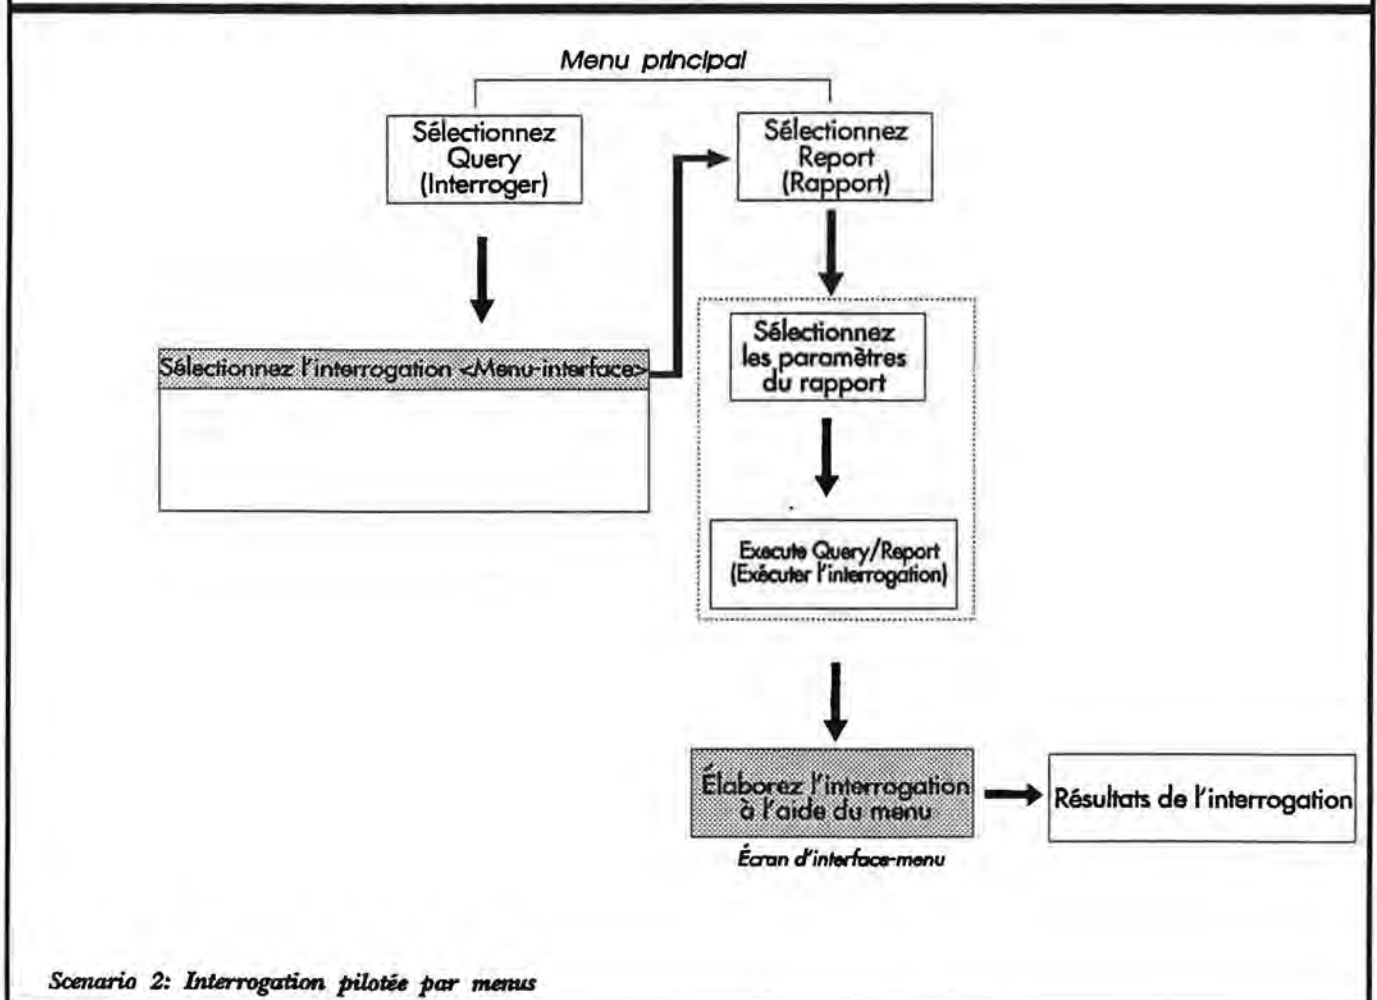 Menu principal
Sélectionnez
Query
(Interroger)
Sélectionnez
Report
(Rapport)
Sélectionnez l'interrogation <Menu-interface>
Sélectionnez
les paramètres
du rapport
Execute Query/Report
(Exécuter l'interrogation)
Élaborez l'interrogation
à l'aide du menu
Écran d'interface-menu
Résultats de l'interrogation
Scenario 2: Interrogation pilotée par menus